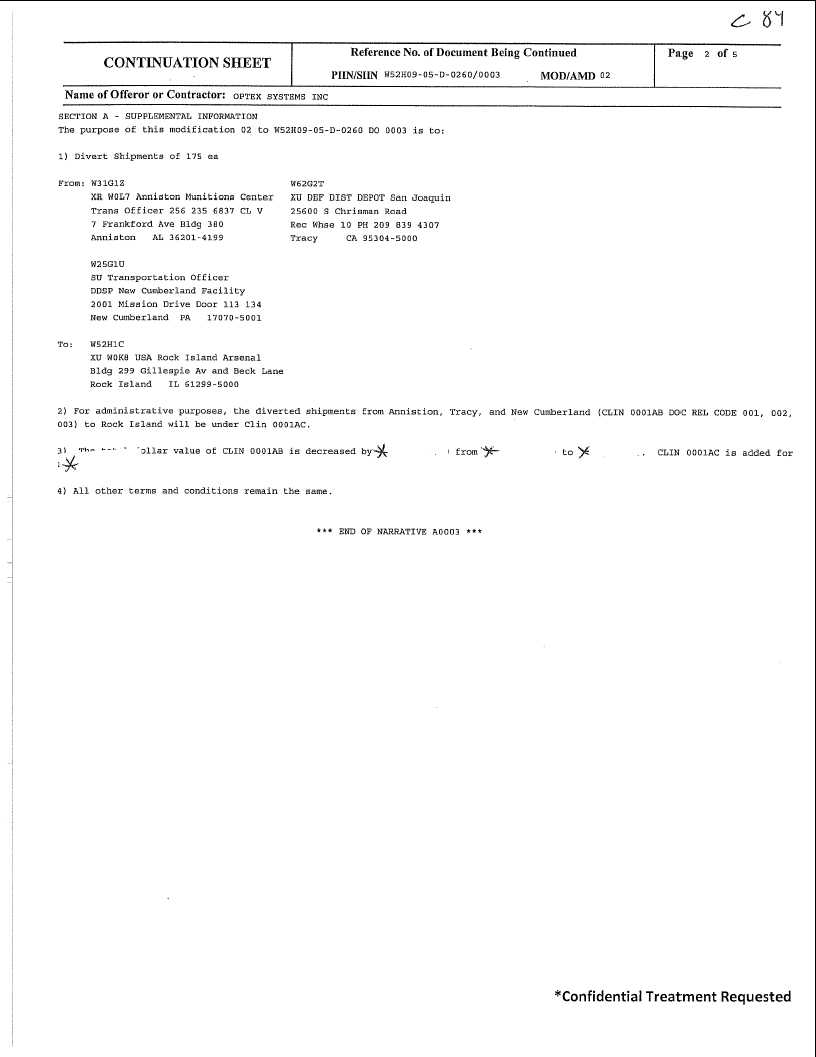 C 84
CONTINUATION SHEET
Reference No. of Document Being Continued
PIIN/SIIN W52H09-05-D-0260/0003 MOD/AMD 02
Page 2 of 5
Name of Offeror or Contractor: OPTEX SYSTEMS INC
SECTION A - SUPPLEMENTAL INFORMATION
The purpose of this modification 02 to W52H09-05-D-0260 DO 0003 is to:
1) Divert Shipments of 175 ea
From: W31G1Z W62G2T
XR W0L7 Anniston Munitions Center XU DEF DIST DEPOT San Joaquin
Trans Officer 256 235 6837 CL V 25600 S Chrisman Road
7 Frankford Ave Bldg 380 Rec Whse 10 PH 209 839 4307
Anniston AL 36201-4199 Tracy CA 95304-5000
W25G1U
SU Transportation Officer
DDSP New Cumberland Facility
2001 Mission Drive Door 113 134
New Cumberland PA 17070-5001
To: W52H1C
XU W0K8 USA Rock Island Arsenal
Bldg 299 Gillespie Av and Beck Lane
Rock Island IL 61299-5000
2) For administrative purposes, the diverted shipments from Annistion, Tracy, and New Cumberland (CLIN 0001AB DOC REL CODE 001, 002,
003) to Rock Island will be under Clin 0001AC.
3) The dollar value of CLIN 0001AB is decreased by * from * to * . CLIN 0001AC is added for
*
4) All other terms and conditions remain the same.
*** END OF NARRATIVE A0003 ***
*Confidential Treatment Requested